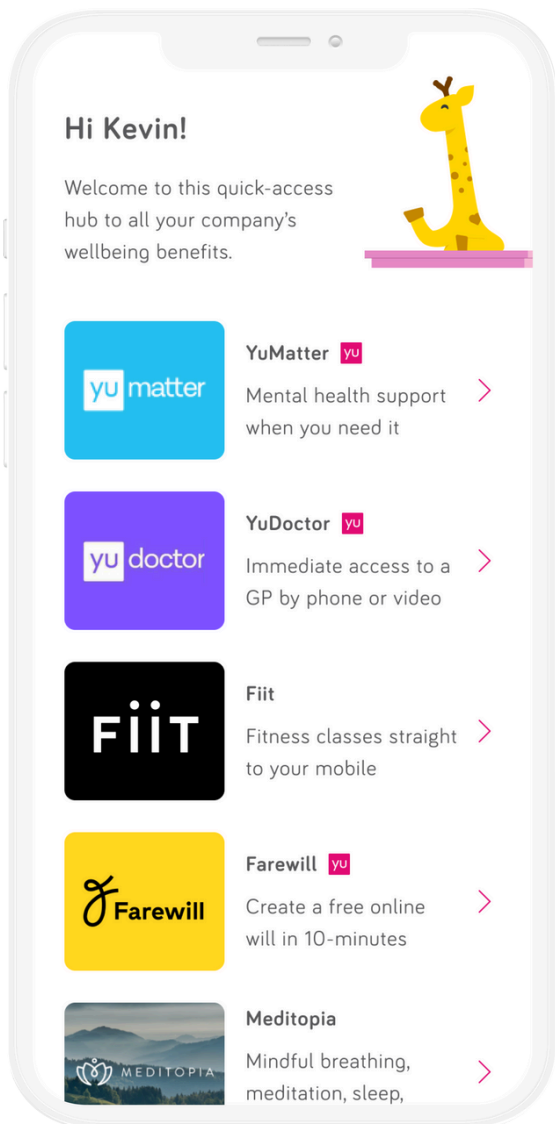 Hi Kevin!
Welcome to this quick-access
hub to all your company’s
wellbeing benefits.
yu matter
YuMatter yu
Mental health support
when you need it
yu doctor
YuDoctor yu
Immediate access to a
GP by phone or video
FiiT
Fiit
Fitness classes straight
to your mobile
Farewill
Farewill yu
Create a free online
will in 10-minutes
MEDITOPIA
Meditopia
Mindful breathing,
meditation, sleep,